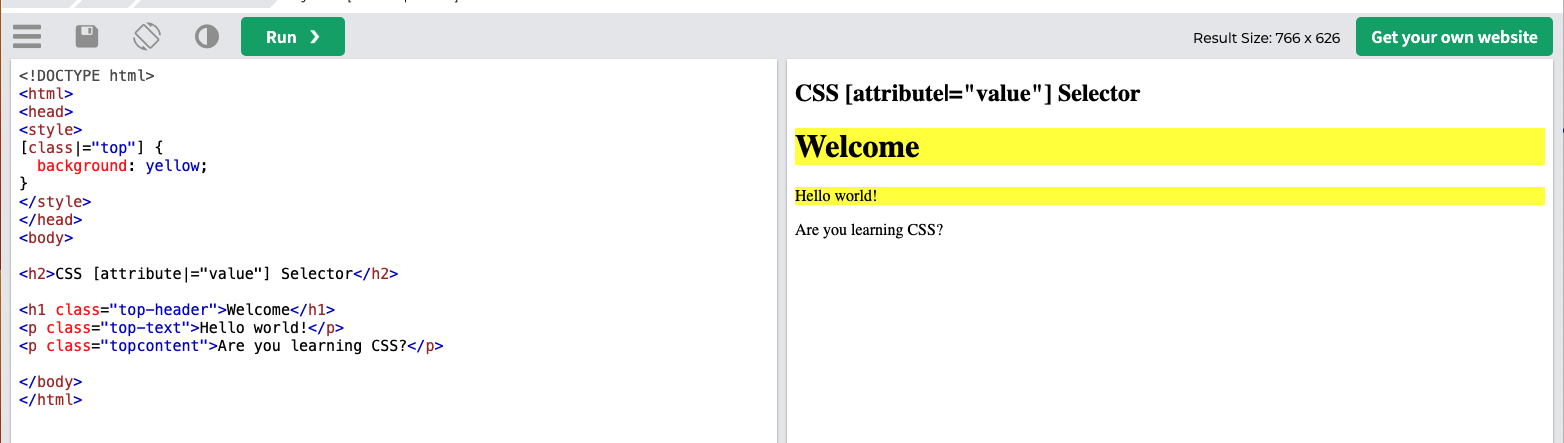 Run ❯
Result Size: 766 x 626
Get your own website
<!DOCTYPE html>
<html>
<head>
<style>
[class|="top"] {
  background: yellow;
}
</style>
</head>
<body>

<h2>CSS [attribute|="value"] Selector</h2>

<h1 class="top-header">Welcome</h1>
<p class="top-text">Hello world!</p>
<p class="topcontent">Are you learning CSS?</p>

</body>
</html>
CSS [attribute|="value"] Selector
Welcome
Hello world!
Are you learning CSS?